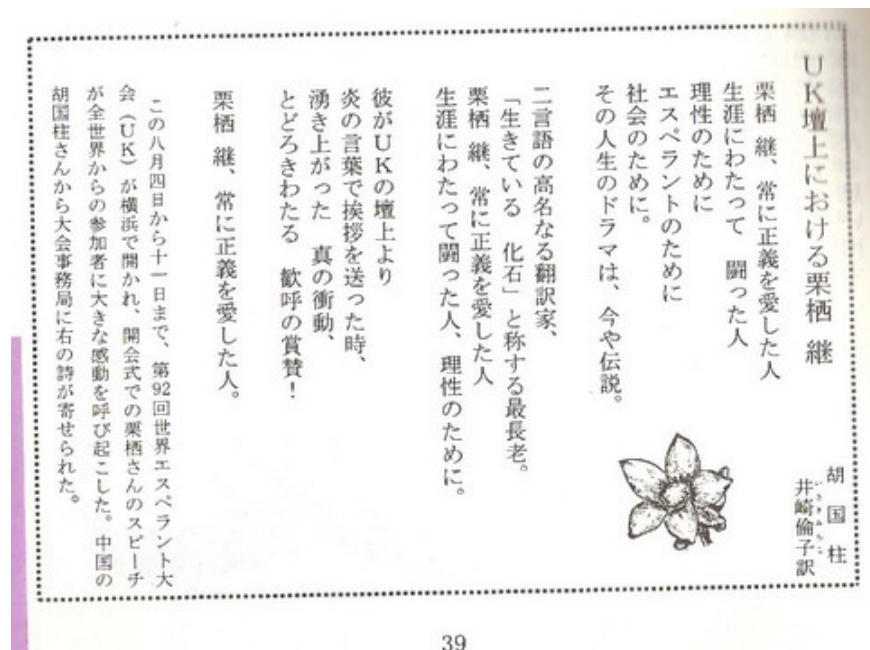 UK壇上における栗栖 継
胡 国 柱
井崎倫子訳
いさきみちこ
栗栖 継、常に正義を愛した人
生涯にわたって 闘った人
理性のために
エスペラントのために
社会のために。
その人生のドラマは、今や伝説。
二言語の高名なる翻訳家、
「生きている 化石」と称する最長老。
栗栖 継、常に正義を愛した人
生涯にわたって闘った人、理性のために。
彼がUKの壇上より
炎の言葉で挨拶を送った時、
湧き上がった 真の衝動、
とどろきわたる 歓呼の賞賛!
栗栖 継、常に正義を愛した人。
この八月四日から十一日まで、第92回世界エスペラント大
会(UK)が横浜で開かれ、開会式での栗栖さんのスピーチ
が全世界からの参加者に大きな感動を呼び起こした。中国の
胡国柱さんから大会事務局に右の詩が寄せられた。
39